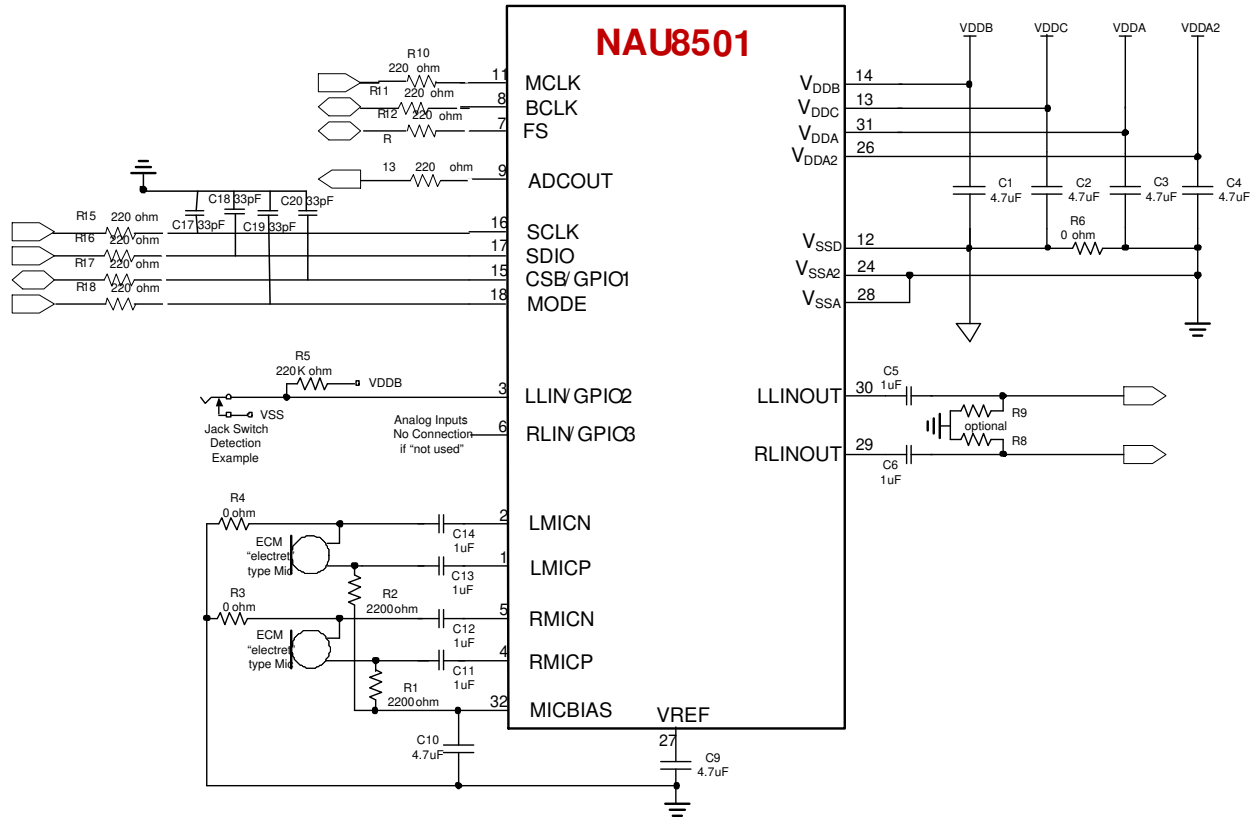 NAU8501
R10
220 ohm
11
MCLK
R11
220 ohm
8
BCLK
R12
220 ohm
7
FS
R
13
220 ohm
9
ADCOUT
C18 33pF
C20 33pF
C17 33pF
C19 33pF
R15
220 ohm
16
SCLK
R16
220 ohm
17
SDIO
R17
220 ohm
15
CSB/GPIO1
R18
220 ohm
18
MODE
R5
220K ohm
VDDB
3
LLIN/GPIO2
VSS
Jack Switch
Detection
Example
Analog Inputs
No Connection
if “not used”
6
RLIN/GPIO3
R4
0 ohm
2
LMICN
C14
1uF
ECM
“electret”
type Mic
1
LMICP
C13
1uF
R3
0 ohm
R2
2200ohm
5
RMICN
C12
1uF
ECM
“electret”
type Mic
4
RMICP
C11
1uF
R1
2200ohm
32
MICBIAS
C10
4.7uF
VREF
27
C9
4.7uF
VDDB
VDDC
VDDA
VDDA2
VDDB
14
VDDC
13
VDDA
31
VDDA2
26
C1
4.7uF
C2
4.7uF
C3
4.7uF
C4
4.7uF
R6
0 ohm
VSSD
12
VSSA2
24
VSSA
28
C5
1uF
LLINOUT
30
R9
optional
R8
RLINOUT
29
C6
1uF